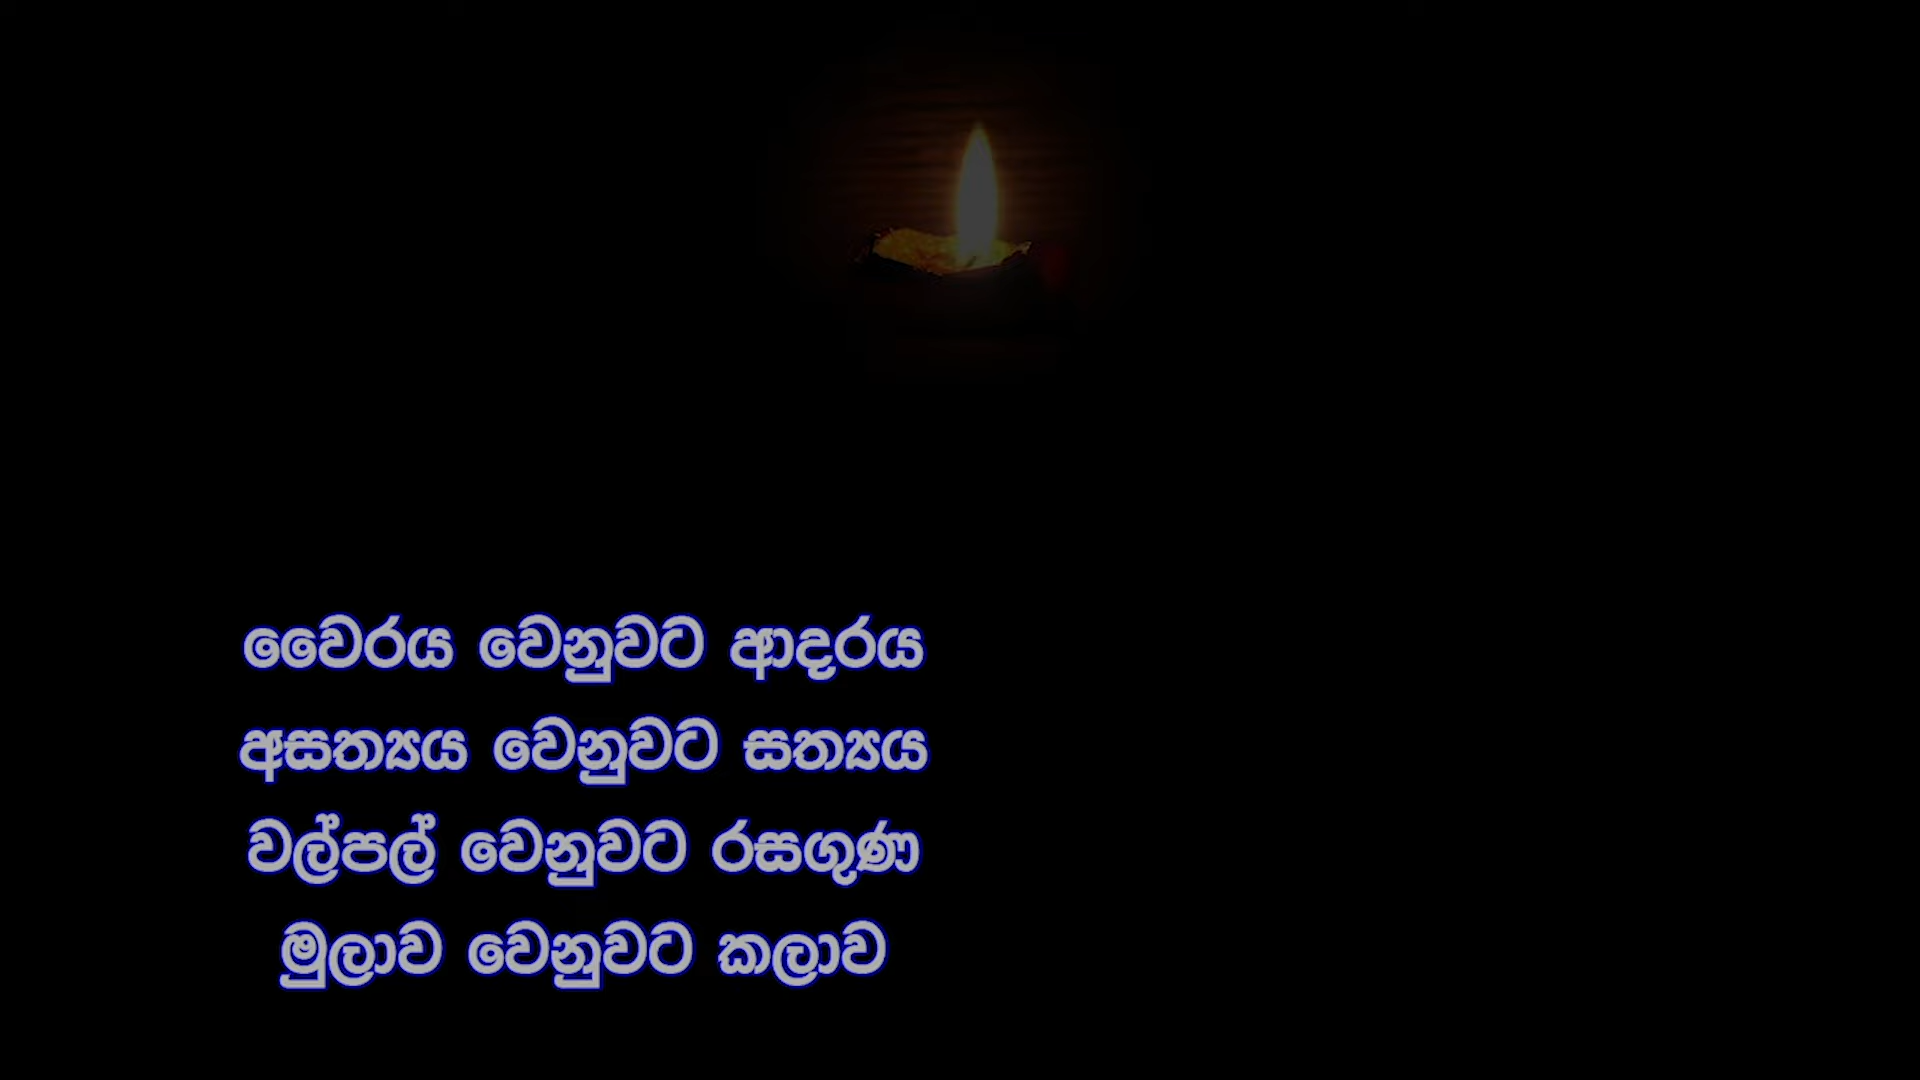 වෛරය වෙනුවට ආදරය
අසත්‍යය වෙනුවට සත්‍යය
වල්පල් වෙනුවට රසගුණ
මුලාව වෙනුවට කලාව